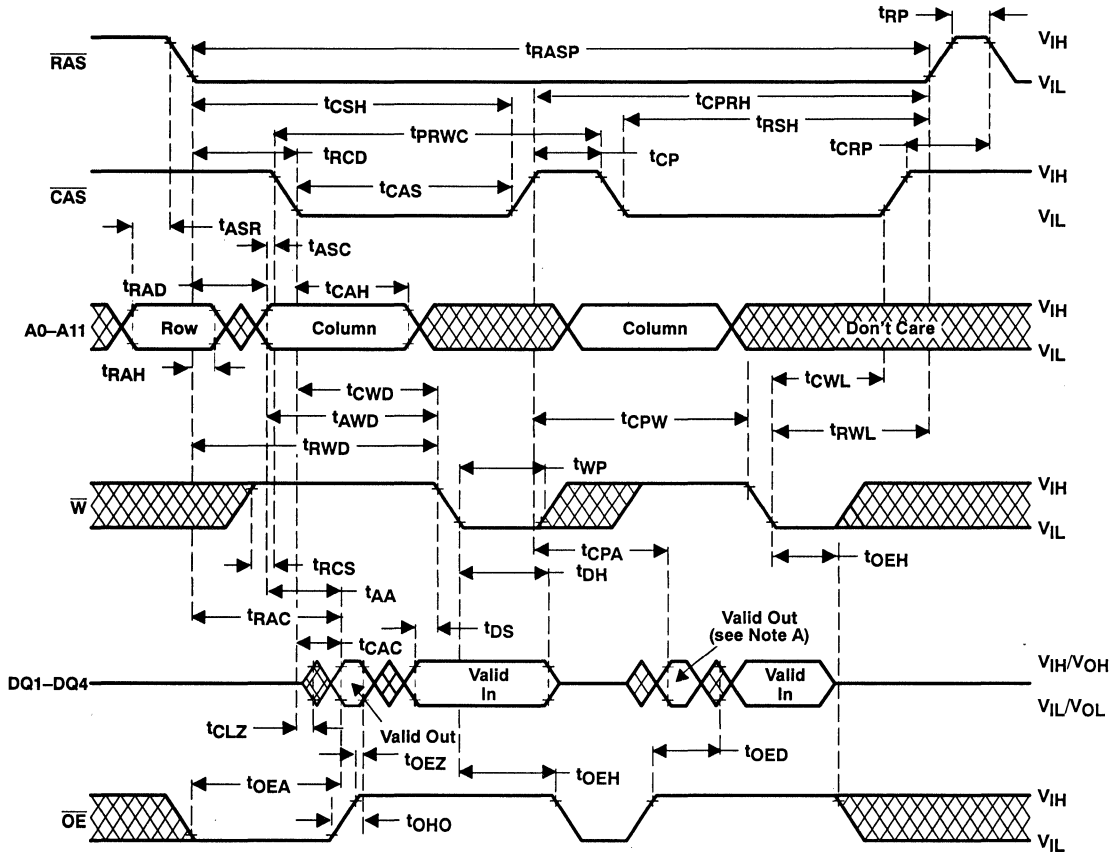 tRP
tRASP
RAS
VIH
VIL
tCSH
tCPRH
tPRWC
tRSH
tRCD
tCP
tCRP
CAS
tCAS
VIH
VIL
tASR
tASC
tRAD
tCAH
A0–A11
Row
Column
Column
Don't Care
VIH
VIL
tRAH
tCWD
tCWL
tAWD
tCPW
tRWD
tRWL
tWP
W
VIH
VIL
tRCS
tCPA
tOEH
tAA
tDH
tRAC
tDS
Valid Out
(see Note A)
tCAC
DQ1–DQ4
Valid
In
Valid
In
VIH/VOH
VIL/VOL
tCLZ
Valid Out
tOEZ
tOED
tOEA
tOEH
OE
tOHO
VIH
VIL